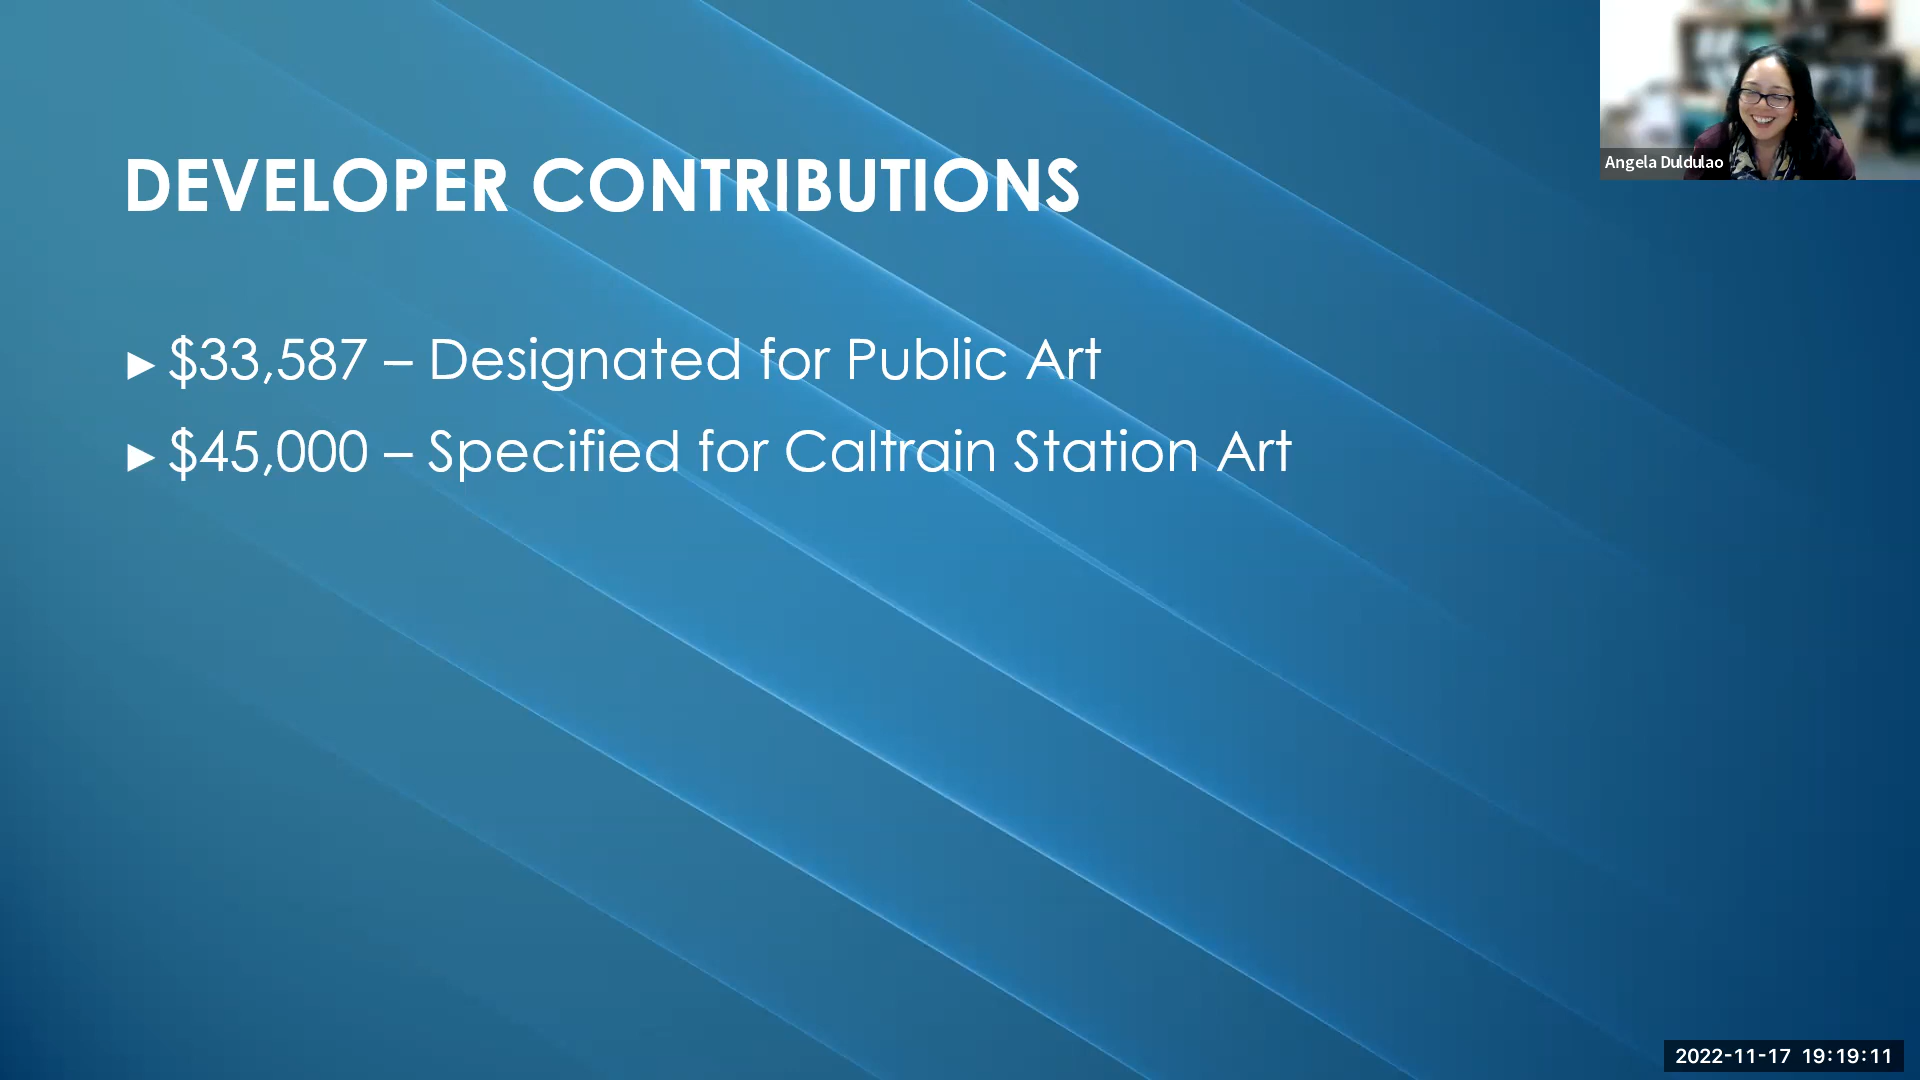 Angela Duldulao
DEVELOPER CONTRIBUTIONS
►$33,587 – Designated for Public Art
►$45,000 – Specified for Caltrain Station Art
2022-11-17 19:19:11